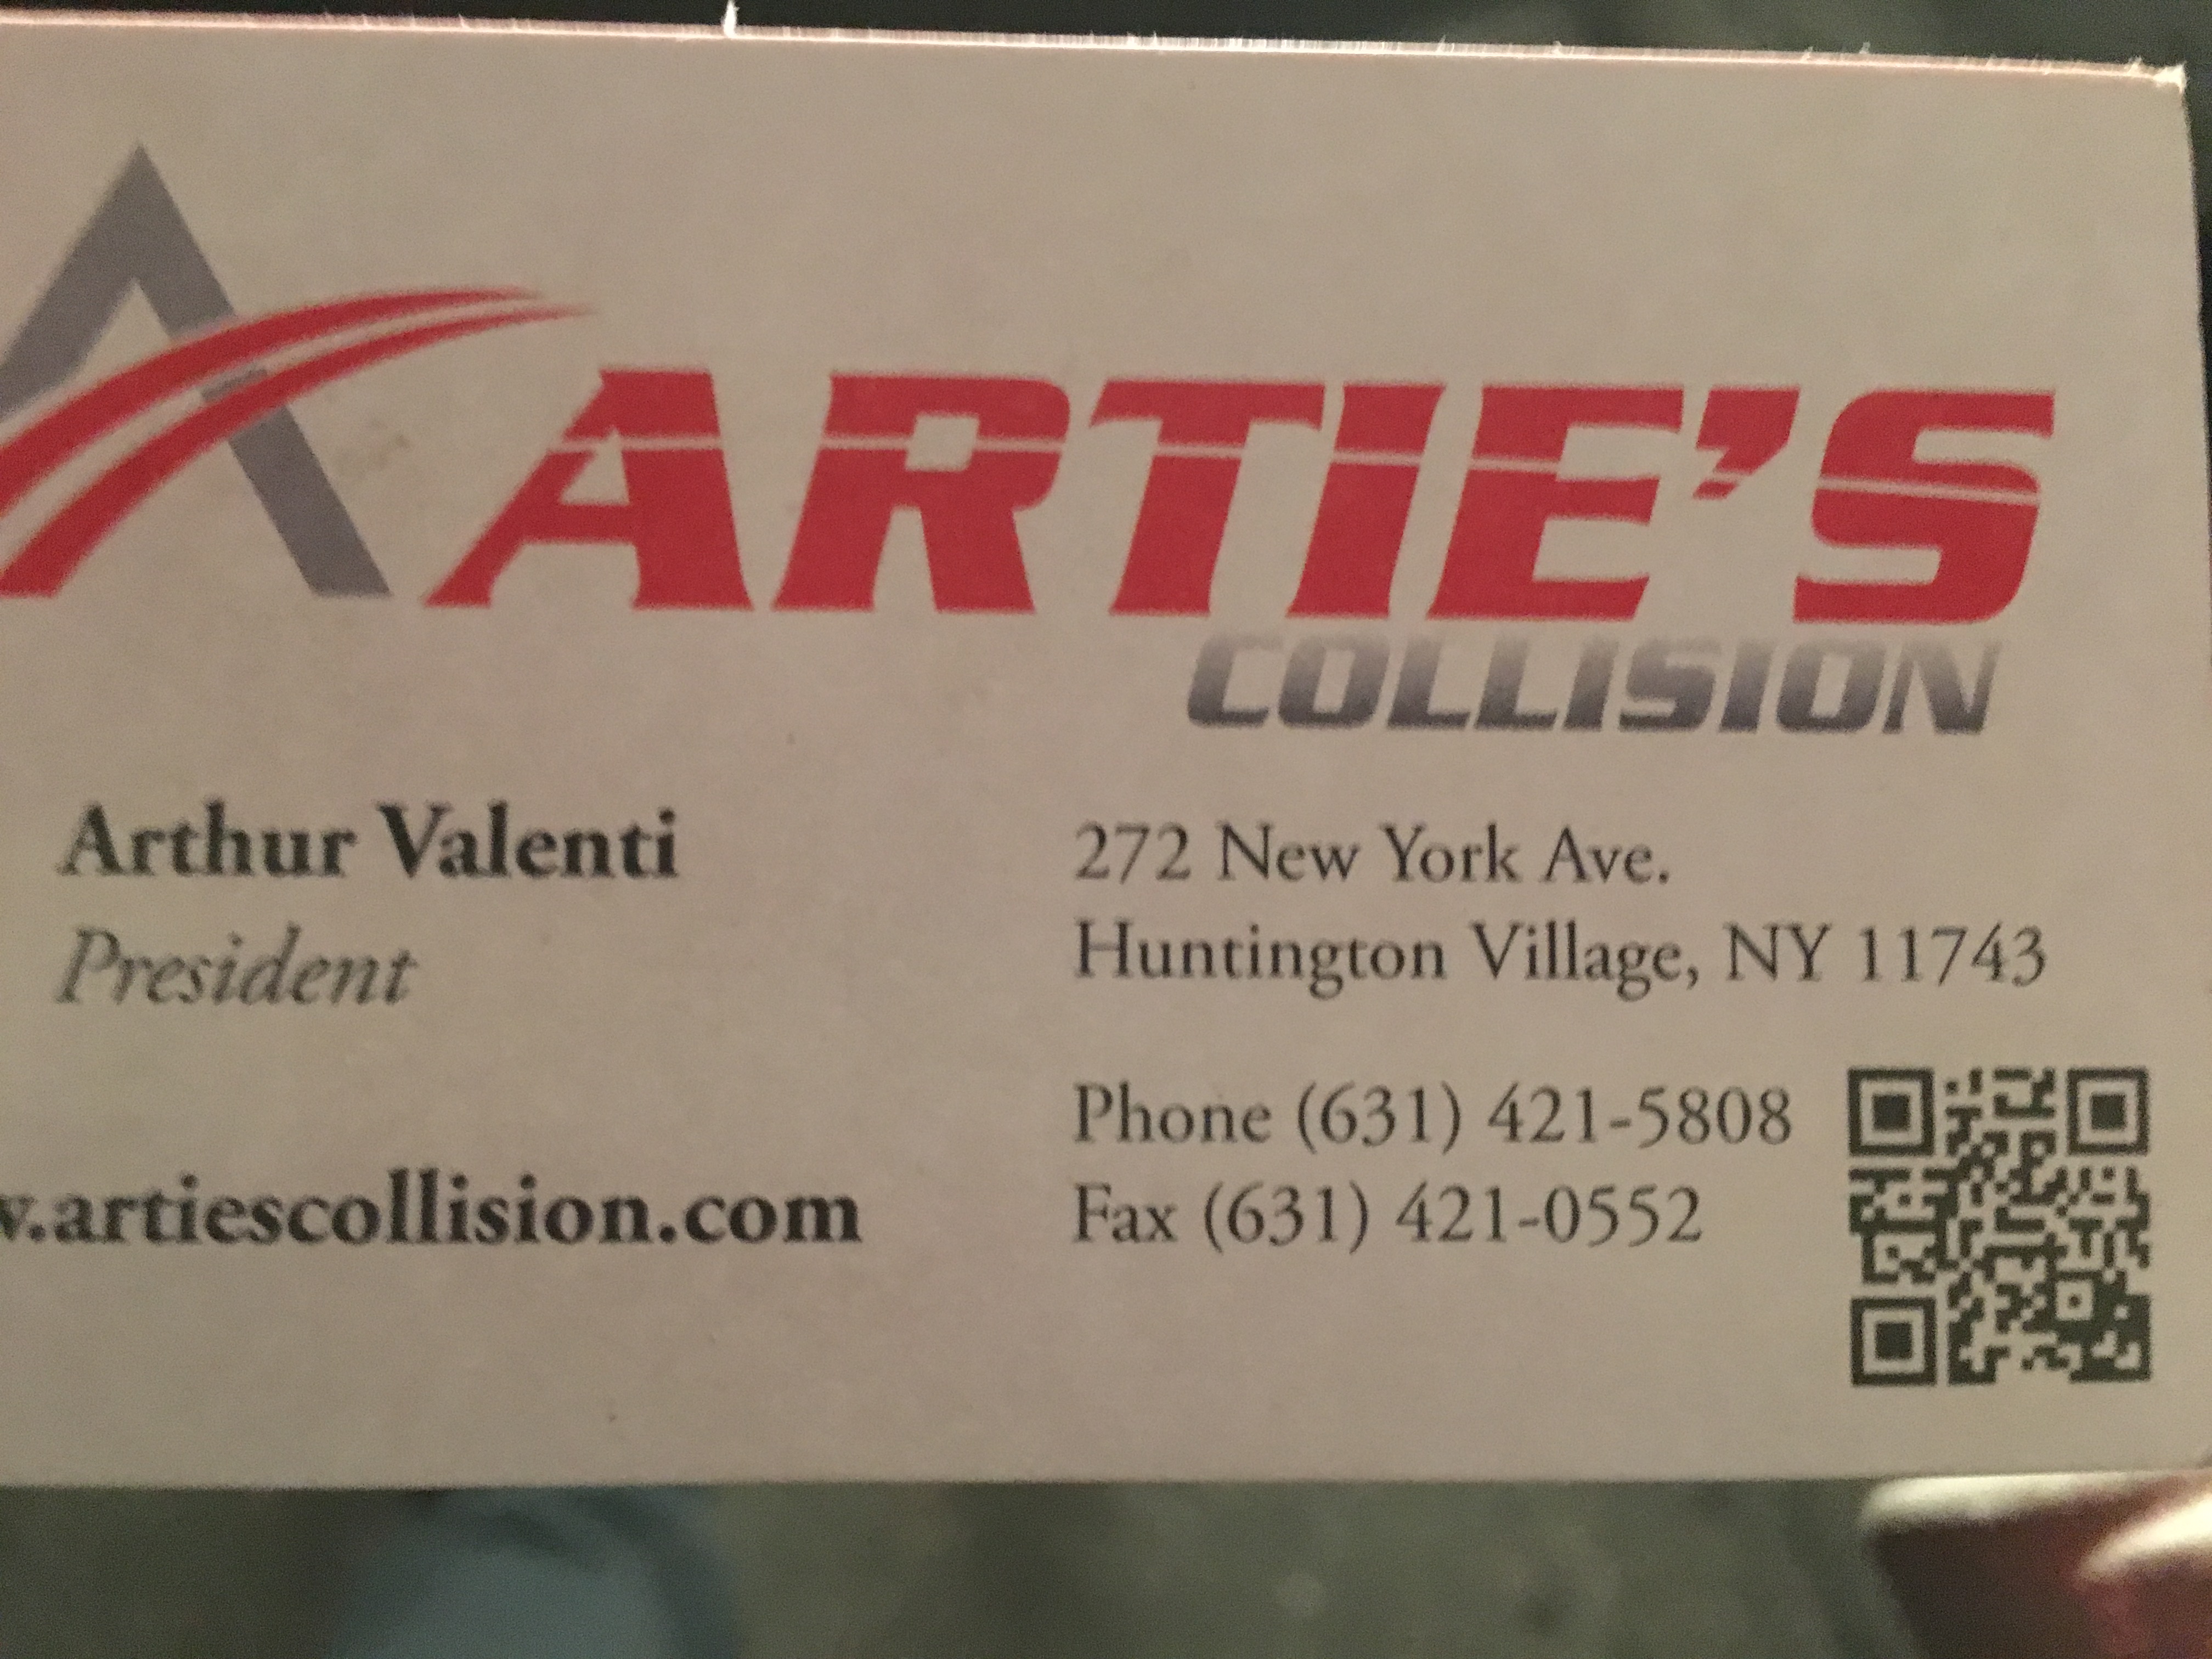 ARTIE'S
COLLISION
Arthur Valenti
President
272 New York Ave.
Huntington Village, NY 11743
Phone (631) 421-5808
Fax (631) 421-0552
.artiescollision.com